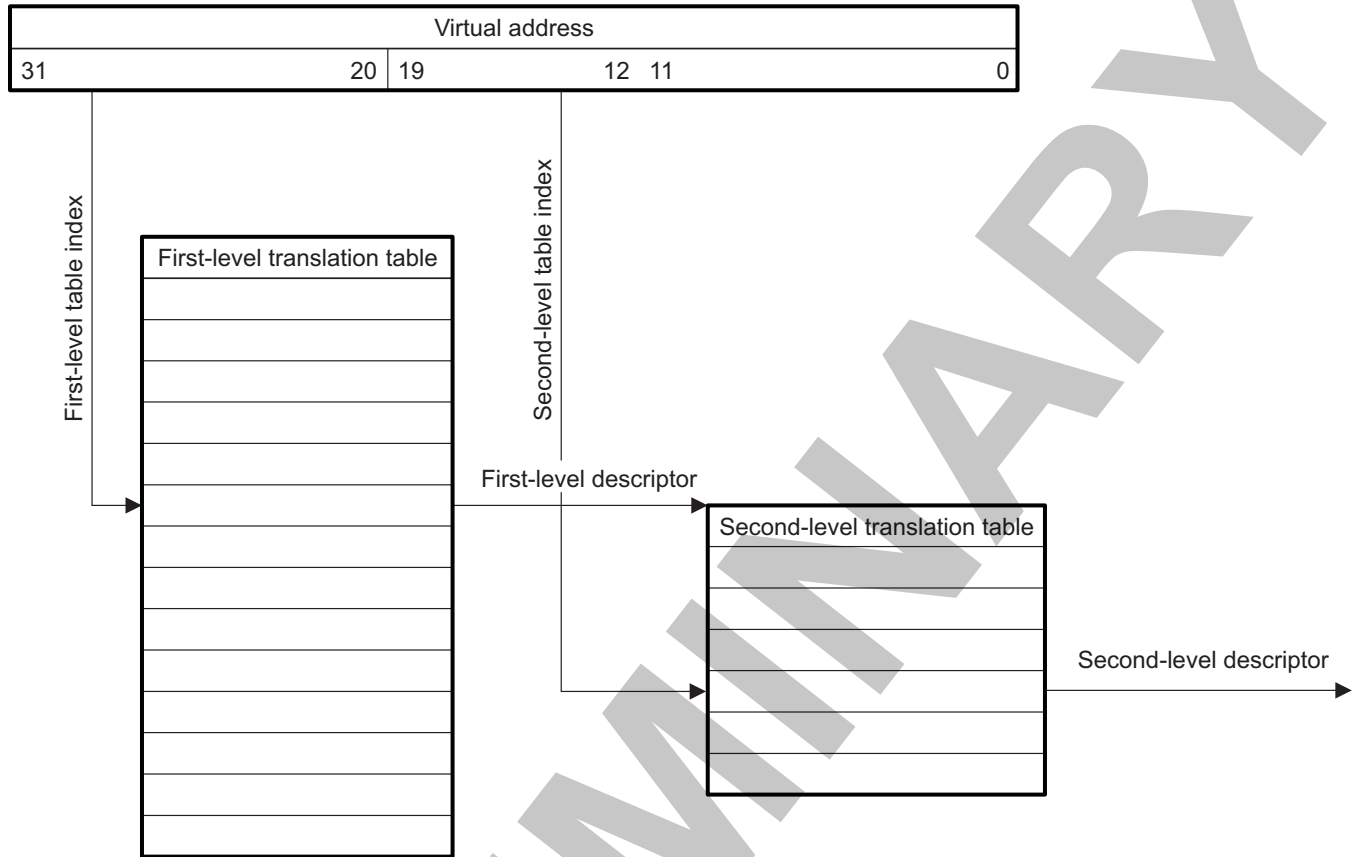 Virtual address
31 20 19 12 11 0
First-level table index
Second-level table index
First-level translation table
First-level descriptor
Second-level translation table
Second-level descriptor